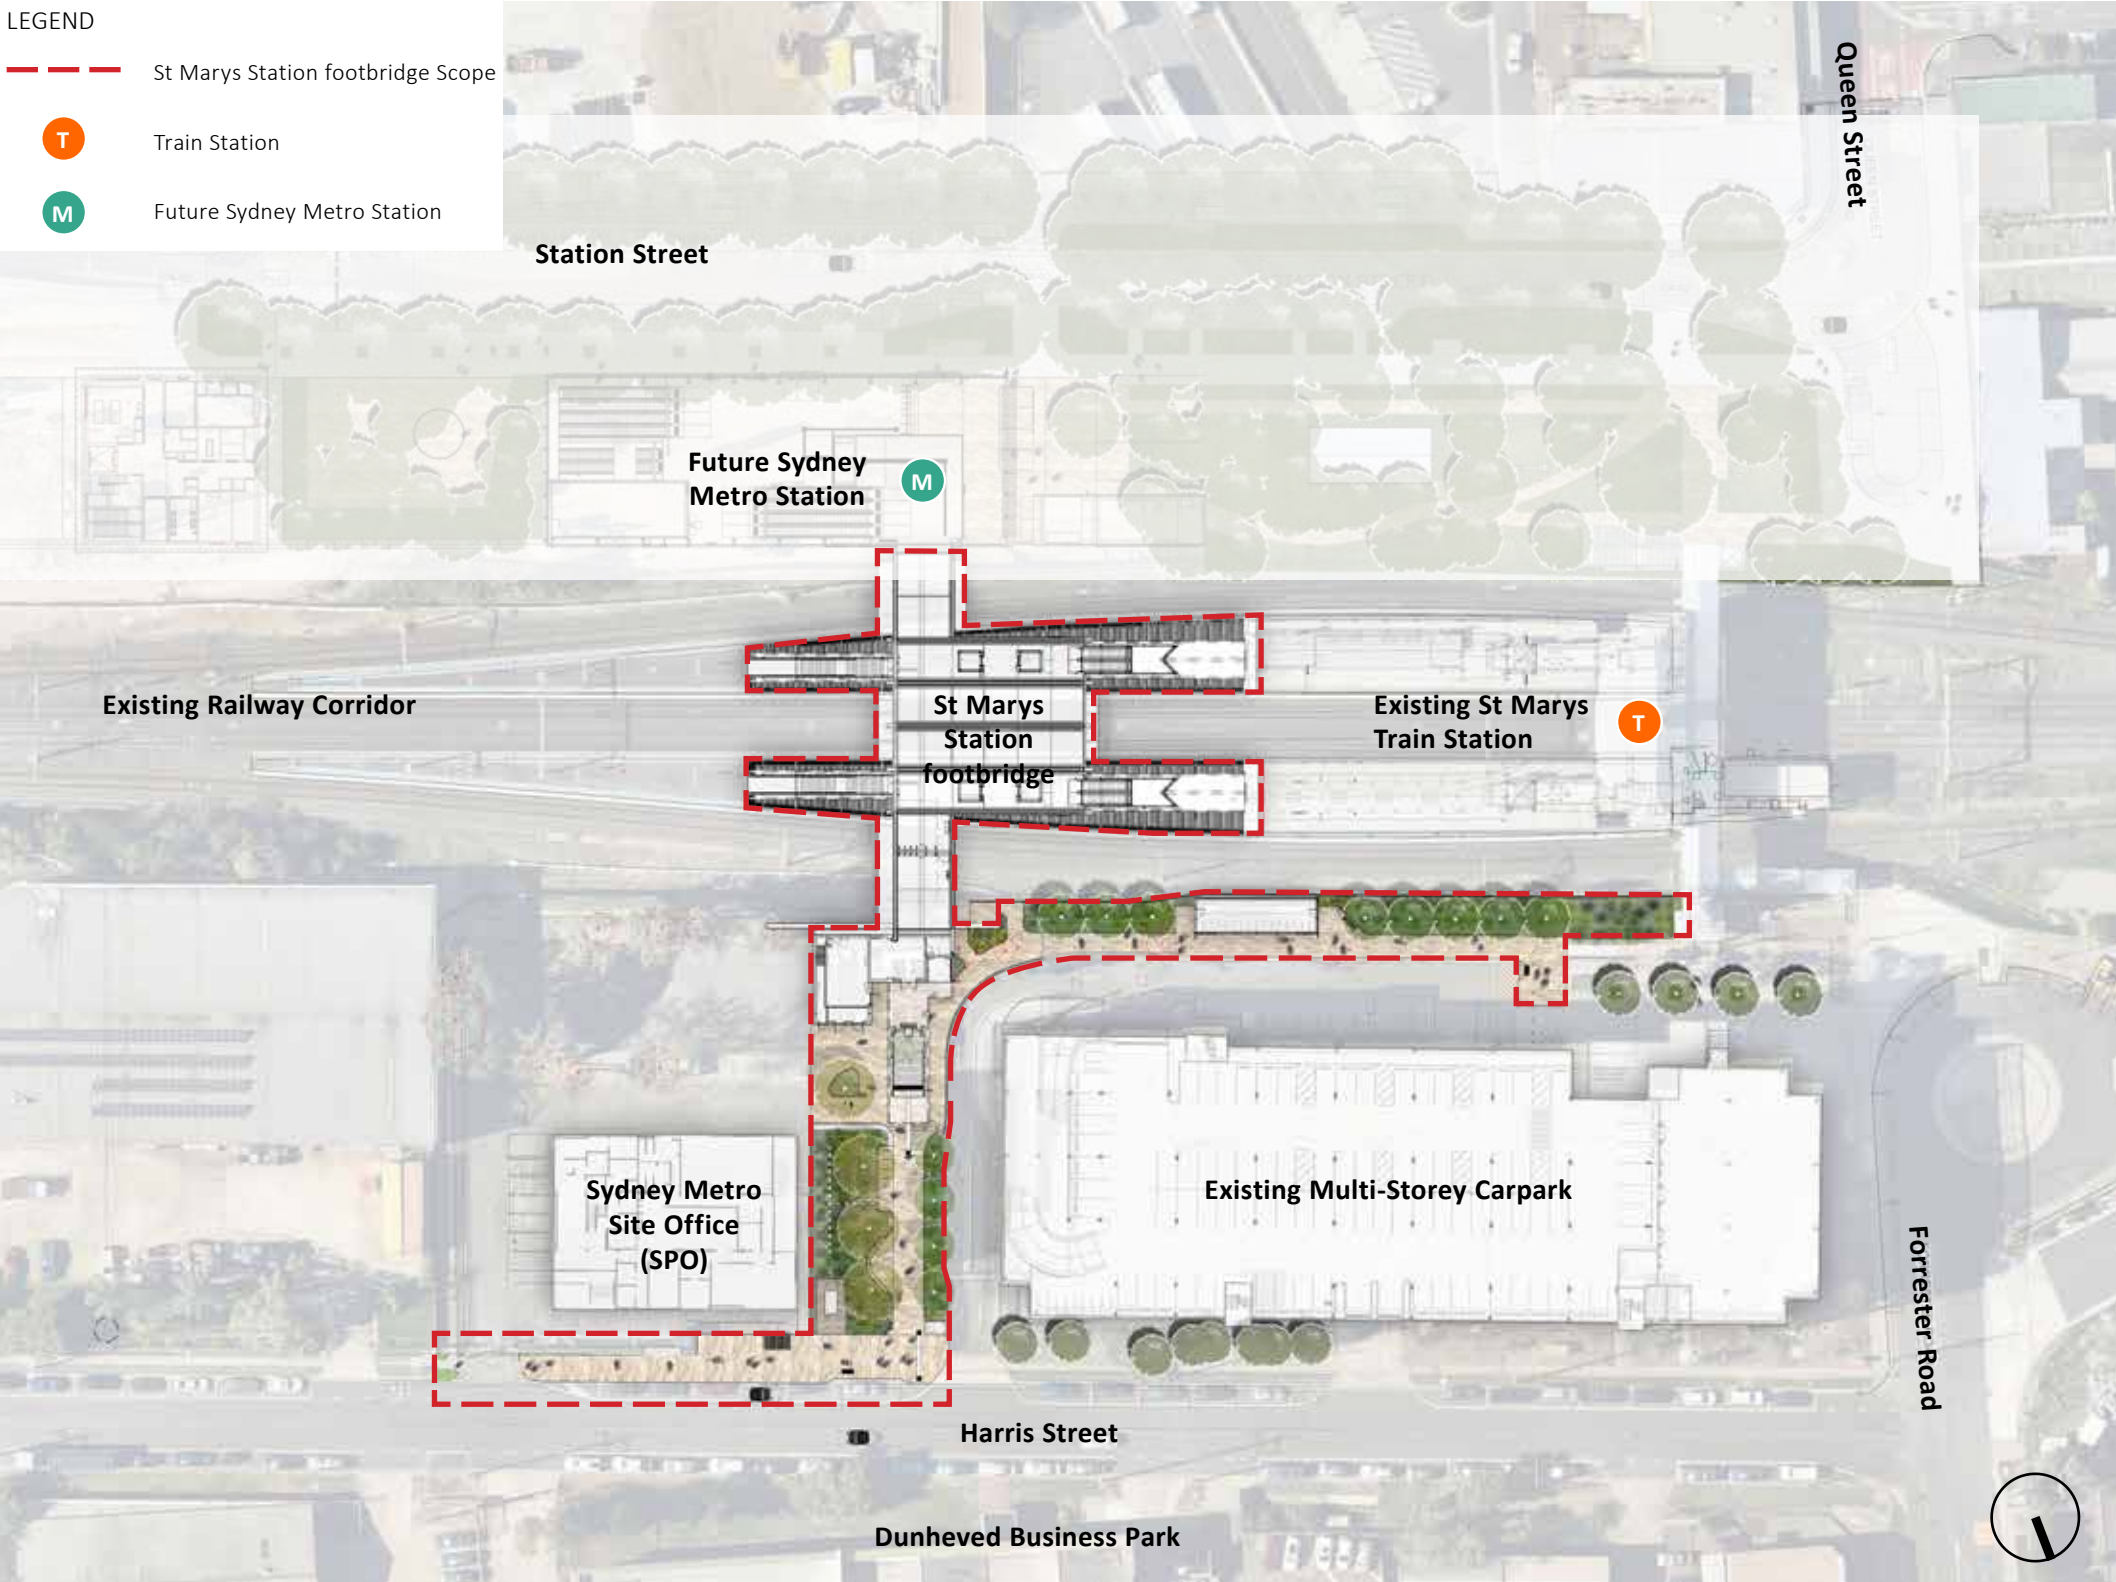 LEGEND
St Marys Station footbridge Scope
T
Train Station
M
Future Sydney Metro Station
Queen Street
Station Street
Future Sydney
Metro Station
M
Existing Railway Corridor
St Marys
Station
footbridge
Existing St Marys
Train Station
T
Sydney Metro
Site Office
(SPO)
Existing Multi-Storey Carpark
Forrester Road
Harris Street
Dunheved Business Park